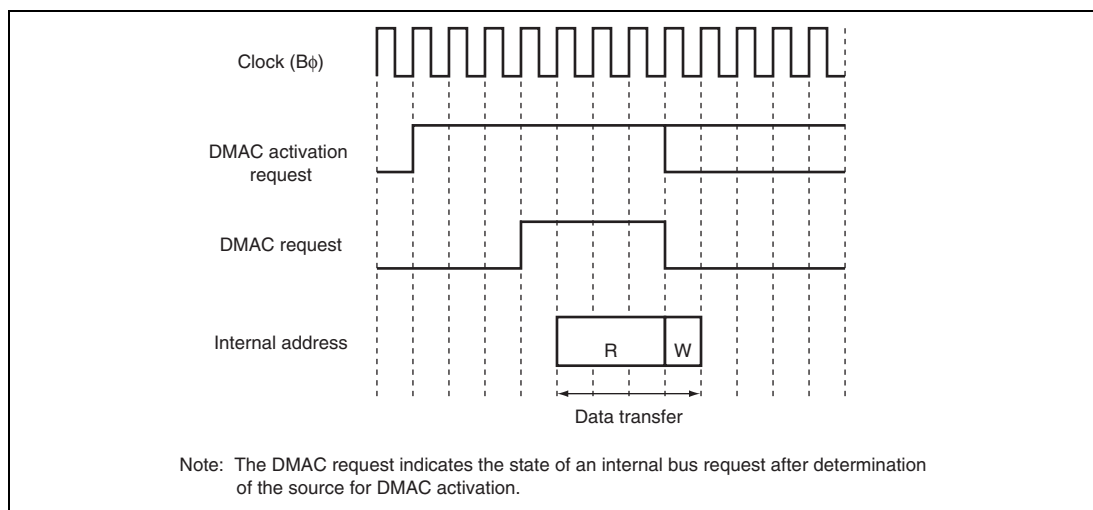 Clock (Bφ)
DMAC activation
request
DMAC request
Internal address
R
W
Data transfer
Note: The DMAC request indicates the state of an internal bus request after determination
of the source for DMAC activation.